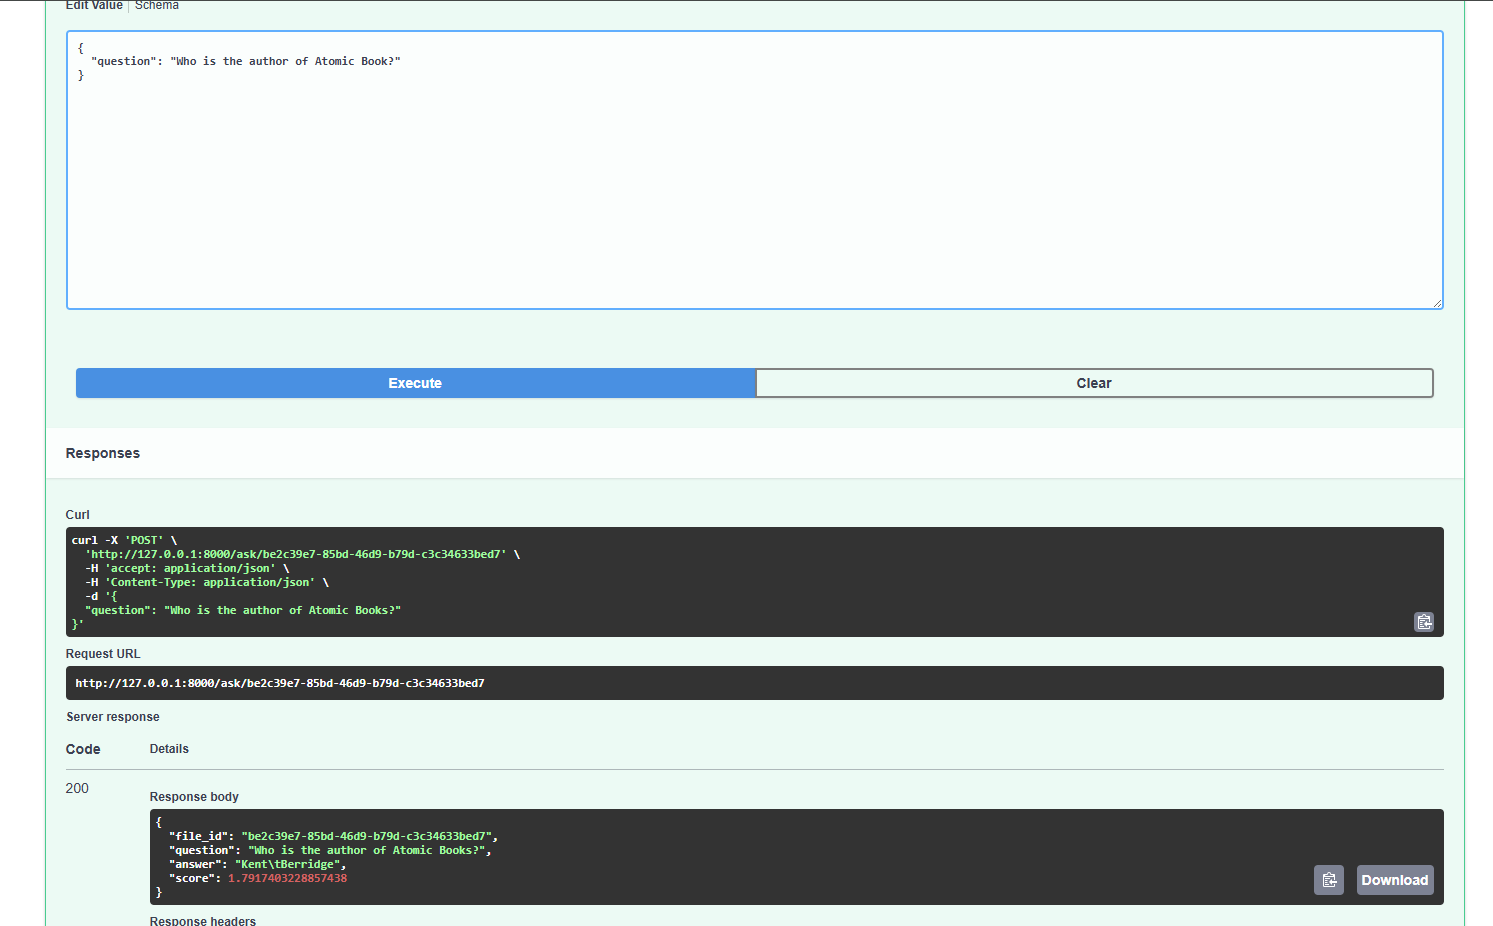 Edit Value | Schema
{
  "question": "Who is the author of Atomic Book?"
}
Execute
Clear
Responses
Curl
curl -X 'POST' \
  'http://127.0.0.1:8000/ask/be2c39e7-85bd-46d9-b79d-c3c34633bed7' \
  -H 'accept: application/json' \
  -H 'Content-Type: application/json' \
  -d '{
  "question": "Who is the author of Atomic Books?"
}'
Request URL
http://127.0.0.1:8000/ask/be2c39e7-85bd-46d9-b79d-c3c34633bed7
Server response
Code Details
200
Response body
{
  "file_id": "be2c39e7-85bd-46d9-b79d-c3c34633bed7",
  "question": "Who is the author of Atomic Books?",
  "answer": "Kent\tBerridge",
  "score": 1.7917403228857438
}
Download
Response headers